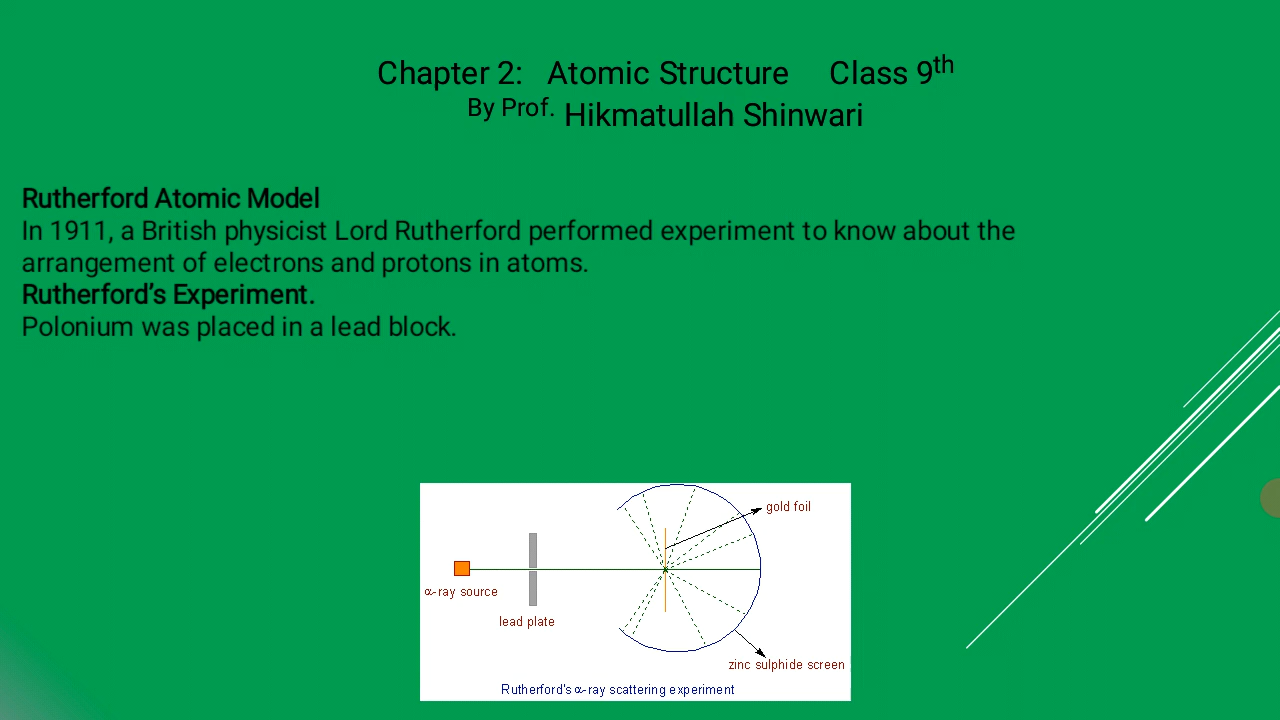 Chapter 2: Atomic Structure Class 9th
By Prof. Hikmatullah Shinwari
Rutherford Atomic Model
In 1911, a British physicist Lord Rutherford performed experiment to know about the
arrangement of electrons and protons in atoms.
Rutherford’s Experiment.
Polonium was placed in a lead block.
gold foil
α-ray source
lead plate
zinc sulphide screen
Rutherford's α-ray scattering experiment